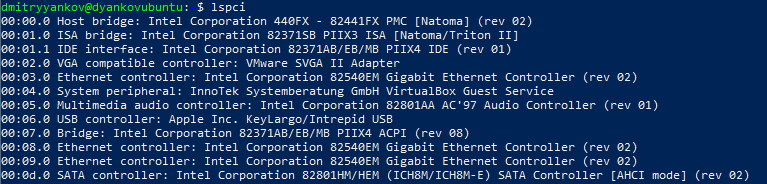 dmitryyankov@dyankovubuntu: $ lspci
00:00.0 Host bridge: Intel Corporation 440FX - 82441FX PMC [Natoma] (rev 02)
00:01.0 ISA bridge: Intel Corporation 82371SB PIIX3 ISA [Natoma/Triton II]
00:01.1 IDE interface: Intel Corporation 82371AB/EB/MB PIIX4 IDE (rev 01)
00:02.0 VGA compatible controller: VMware SVGA II Adapter
00:03.0 Ethernet controller: Intel Corporation 82540EM Gigabit Ethernet Controller (rev 02)
00:04.0 System peripheral: InnoTek Systemberatung GmbH VirtualBox Guest Service
00:05.0 Multimedia audio controller: Intel Corporation 82801AA AC'97 Audio Controller (rev 01)
00:06.0 USB controller: Apple Inc. KeyLargo/Intrepid USB
00:07.0 Bridge: Intel Corporation 82371AB/EB/MB PIIX4 ACPI (rev 08)
00:08.0 Ethernet controller: Intel Corporation 82540EM Gigabit Ethernet Controller (rev 02)
00:09.0 Ethernet controller: Intel Corporation 82540EM Gigabit Ethernet Controller (rev 02)
00:0d.0 SATA controller: Intel Corporation 82801HM/HEM (ICH8M/ICH8M-E) SATA Controller [AHCI mode] (rev 02)